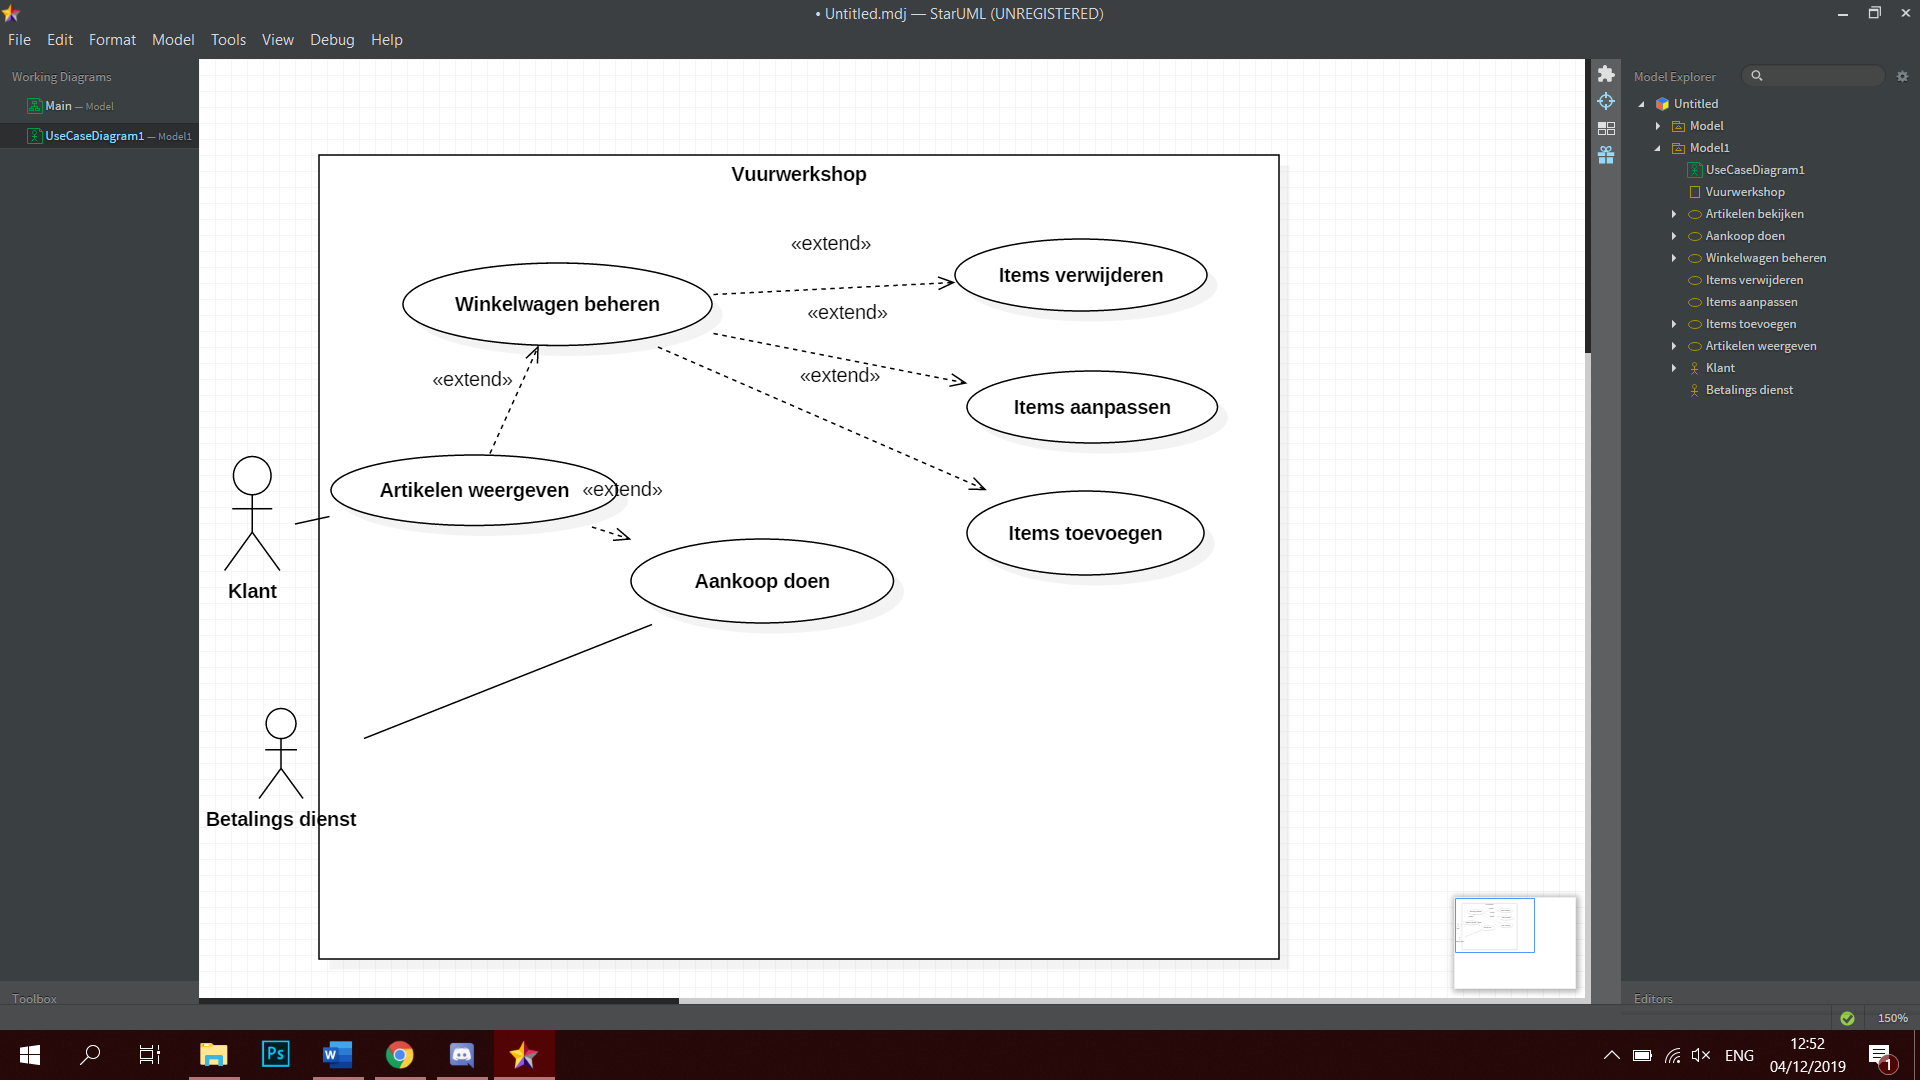 • Untitled.mdj — StarUML (UNREGISTERED)
File Edit Format Model Tools View Debug Help
Working Diagrams
Main — Model
UseCaseDiagram1 — Model1
Toolbox
Vuurwerkshop
«extend»
Items verwijderen
Winkelwagen beheren
«extend»
«extend»
«extend»
Items aanpassen
Artikelen weergeven
«extend»
Items toevoegen
Aankoop doen
Klant
Betalings dienst
Model Explorer
Untitled
Model
Model1
UseCaseDiagram1
Vuurwerkshop
Artikelen bekijken
Aankoop doen
Winkelwagen beheren
Items verwijderen
Items aanpassen
Items toevoegen
Artikelen weergeven
Klant
Betalings dienst
Editors
150%
Ps
W
ENG
12:52
04/12/2019
1